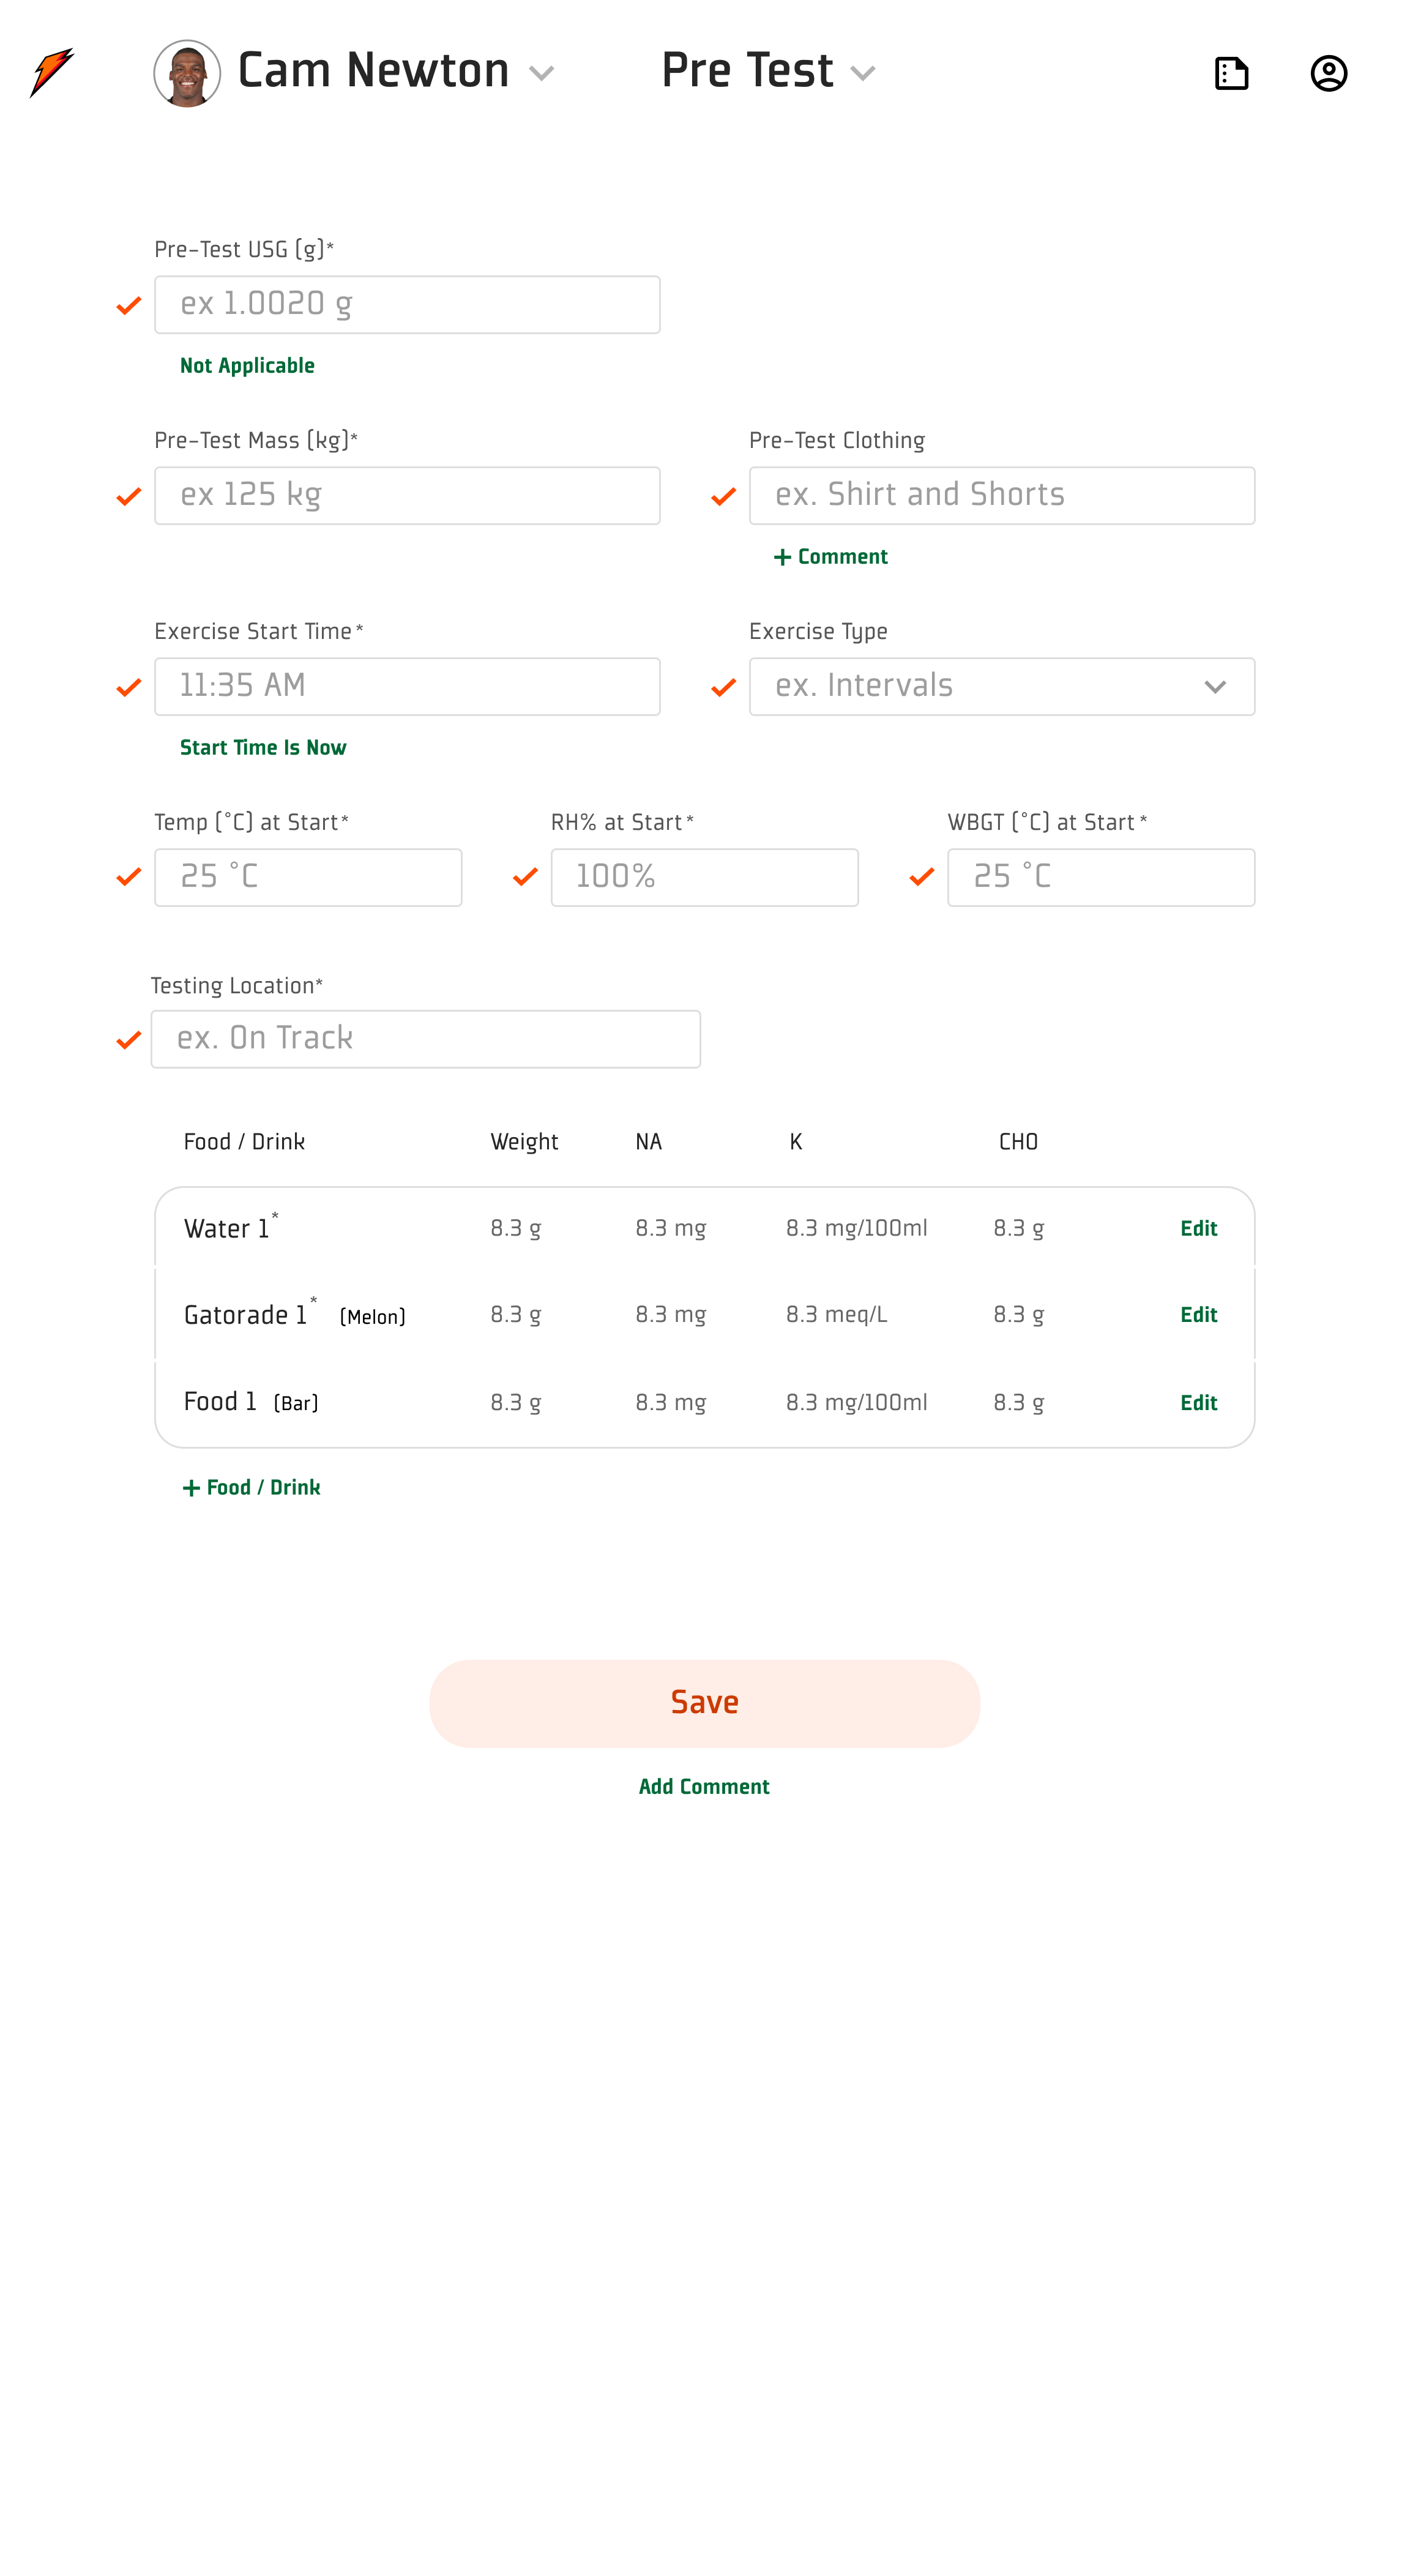 Cam Newton Pre Test
Pre-Test USG (g)*
ex 1.0020 g
Not Applicable
Pre-Test Mass (kg)* Pre-Test Clothing
ex 125 kg ex. Shirt and Shorts
+ Comment
Exercise Start Time* Exercise Type
11:35 AM ex. Intervals
Start Time Is Now
Temp (°C) at Start* RH% at Start* WBGT (°C) at Start*
25 °C 100% 25 °C
Testing Location*
ex. On Track
Food / Drink Weight NA K CHO
Water 1* 8.3 g 8.3 mg 8.3 mg/100ml 8.3 g Edit
Gatorade 1* (Melon) 8.3 g 8.3 mg 8.3 meq/L 8.3 g Edit
Food 1 (Bar) 8.3 g 8.3 mg 8.3 mg/100ml 8.3 g Edit
+ Food / Drink
Save
Add Comment